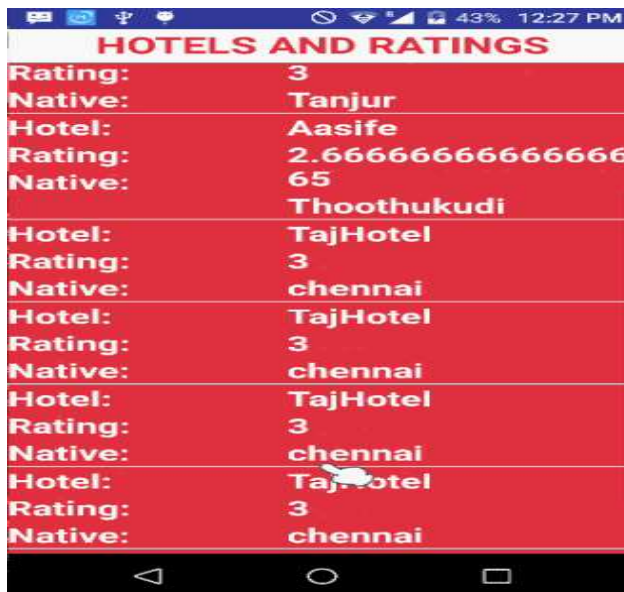 43% 12:27 PM
HOTELS AND RATINGS
Rating: 3
Native: Tanjur
Hotel: Aasife
Rating: 2.66666666666666
Native: 65
Thoothukudi
Hotel: TajHotel
Rating: 3
Native: chennai
Hotel: TajHotel
Rating: 3
Native: chennai
Hotel: TajHotel
Rating: 3
Native: chennai
Hotel: TajHotel
Rating: 3
Native: chennai